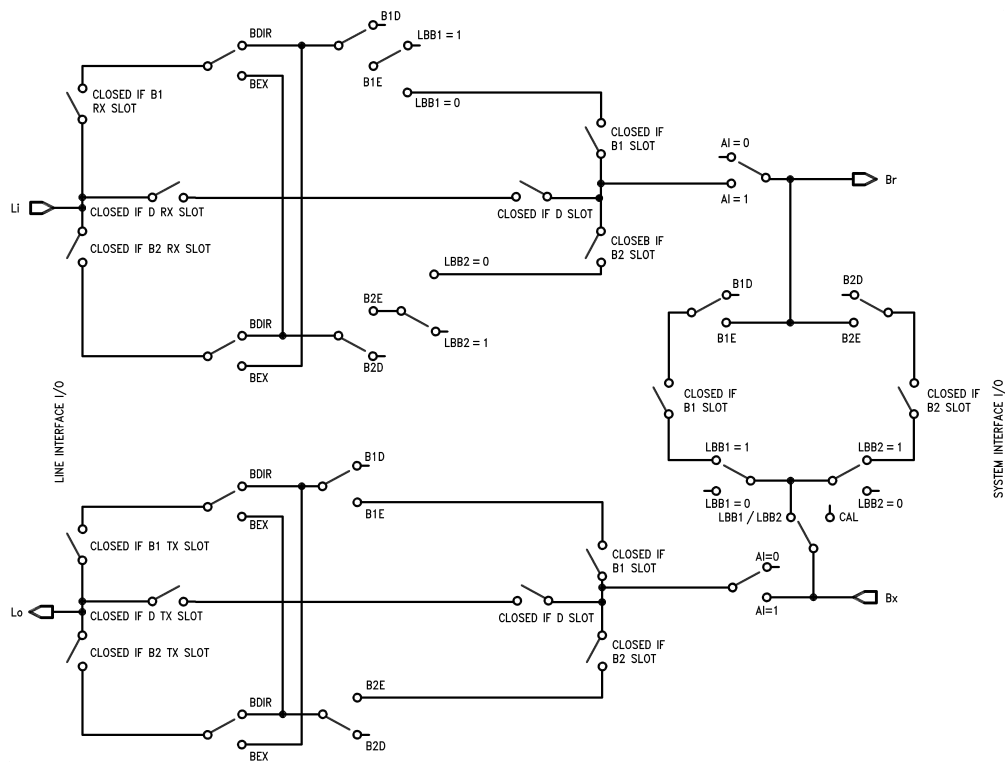 B1D
BDIR
LBB1 = 1
BEX
B1E
CLOSED IF B1
RX SLOT
LBB1 = 0
CLOSED IF
B1 SLOT
AI = 0
Li
Br
AI = 1
CLOSED IF D RX SLOT
CLOSED IF D SLOT
CLOSED IF B2 RX SLOT
CLOSEB IF
B2 SLOT
LBB2 = 0
B1D
B2D
B2E
BDIR
LBB2 = 1
B1E
B2E
B2D
BEX
LINE INTERFACE I/O
CLOSED IF
B1 SLOT
CLOSED IF
B2 SLOT
SYSTEM INTERFACE I/O
B1D
LBB1 = 1
LBB2 = 1
BDIR
B1E
LBB1 = 0
LBB2 = 0
BEX
LBB1 / LBB2
CAL
CLOSED IF B1 TX SLOT
CLOSED IF
B1 SLOT
AI=0
Lo
CLOSED IF D TX SLOT
CLOSED IF D SLOT
AI=1
Bx
CLOSED IF B2 TX SLOT
CLOSED IF
B2 SLOT
B2E
BDIR
B2D
BEX